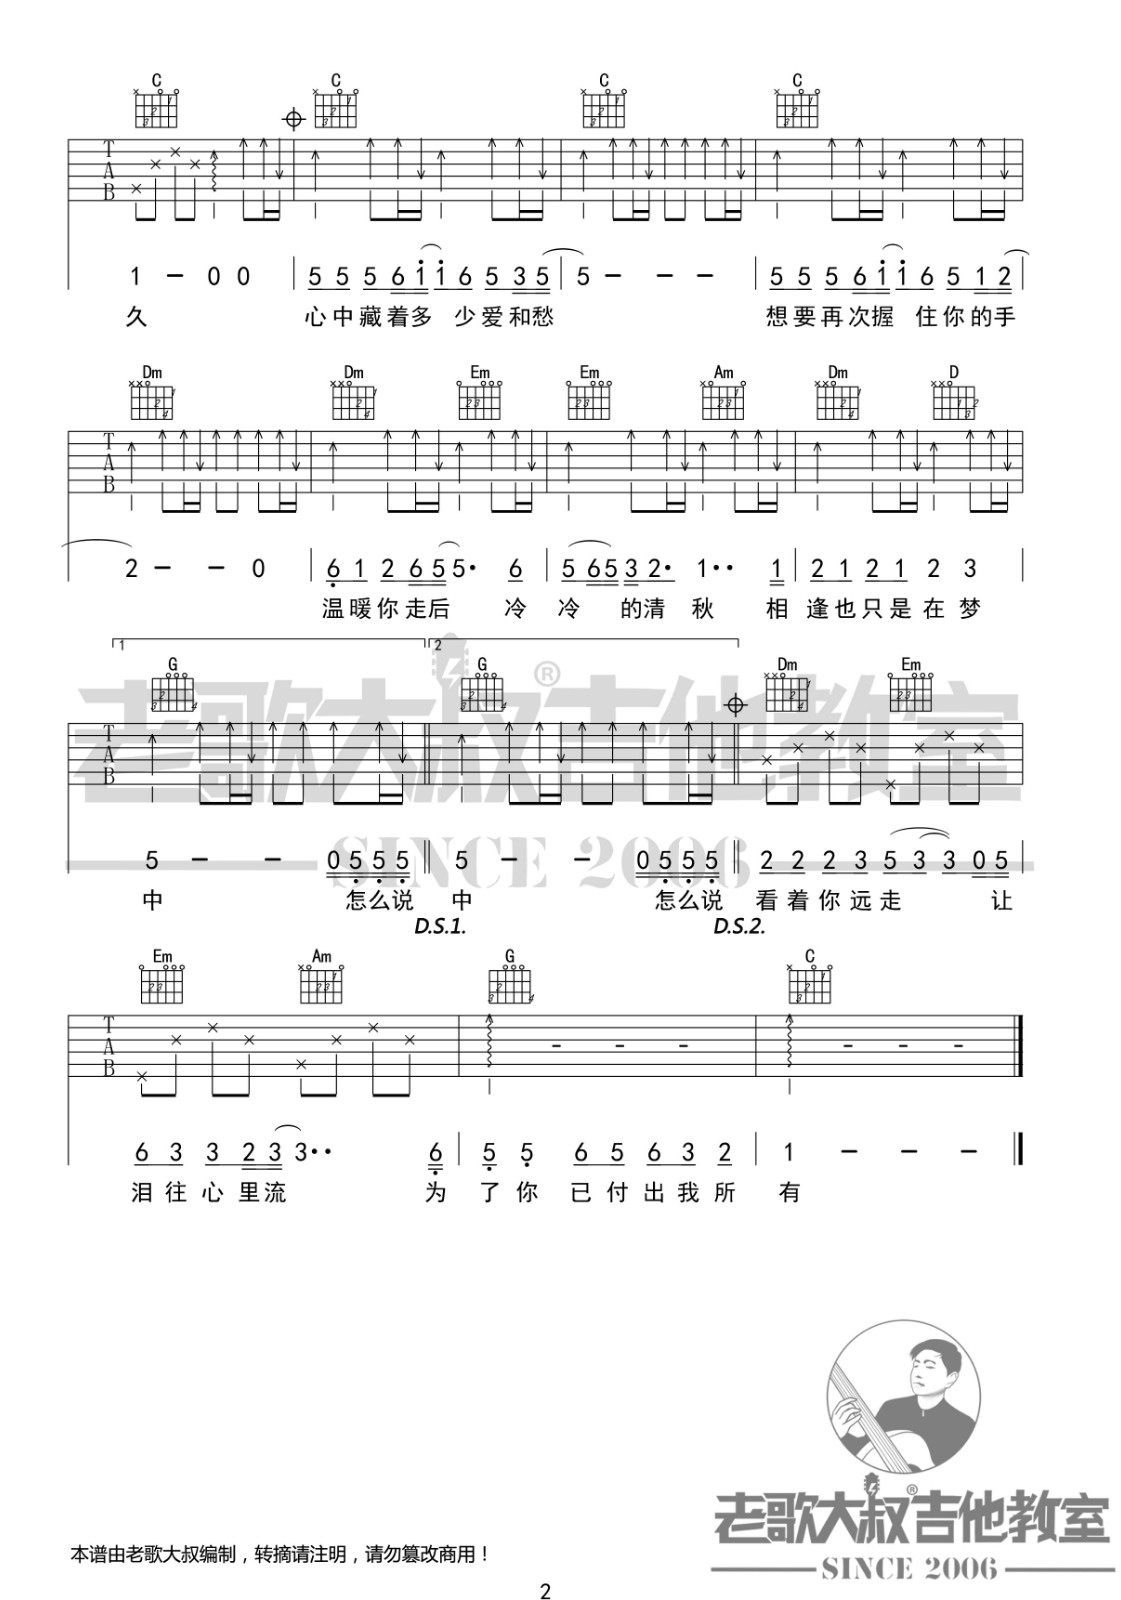 C C C C
T
A
B
1 - 0 0 | 5 5 5 6 1 1 6 5 3 5 | 5 - - - | 5 5 5 6 1 1 6 5 1 2 |
久 心中藏着多 少爱和愁 想要再次握 住你的手
Dm Dm Em Em Am Dm D
T
A
B
2 - - 0 | 6 1 2 6 5 5· 6 | 5 6 5 3 2· 1·· 1 | 2 1 2 1 2 3 |
温暖你走后 冷 冷 的清 秋 相 逢也只是在梦
1 2
G G Dm Em
T
A
B
5 - - 0 5 5 5 || 5 - - 0 5 5 5 || 2 2 2 3 5 3 3 0 5 |
中 怎么说 中 怎么说 看着你远走 让
D.S.1. D.S.2.
老歌大叔吉他教室®
SINCE 2006
Em Am G C
T
A
B
6 3 3 2 3 3·· 6 | 5 5 6 5 6 3 2 | 1 - - -
泪往心里流 为 了你 已付出我所 有
老歌大叔吉他教室®
SINCE 2006
本谱由老歌大叔编制，转摘请注明，请勿篡改商用！
2